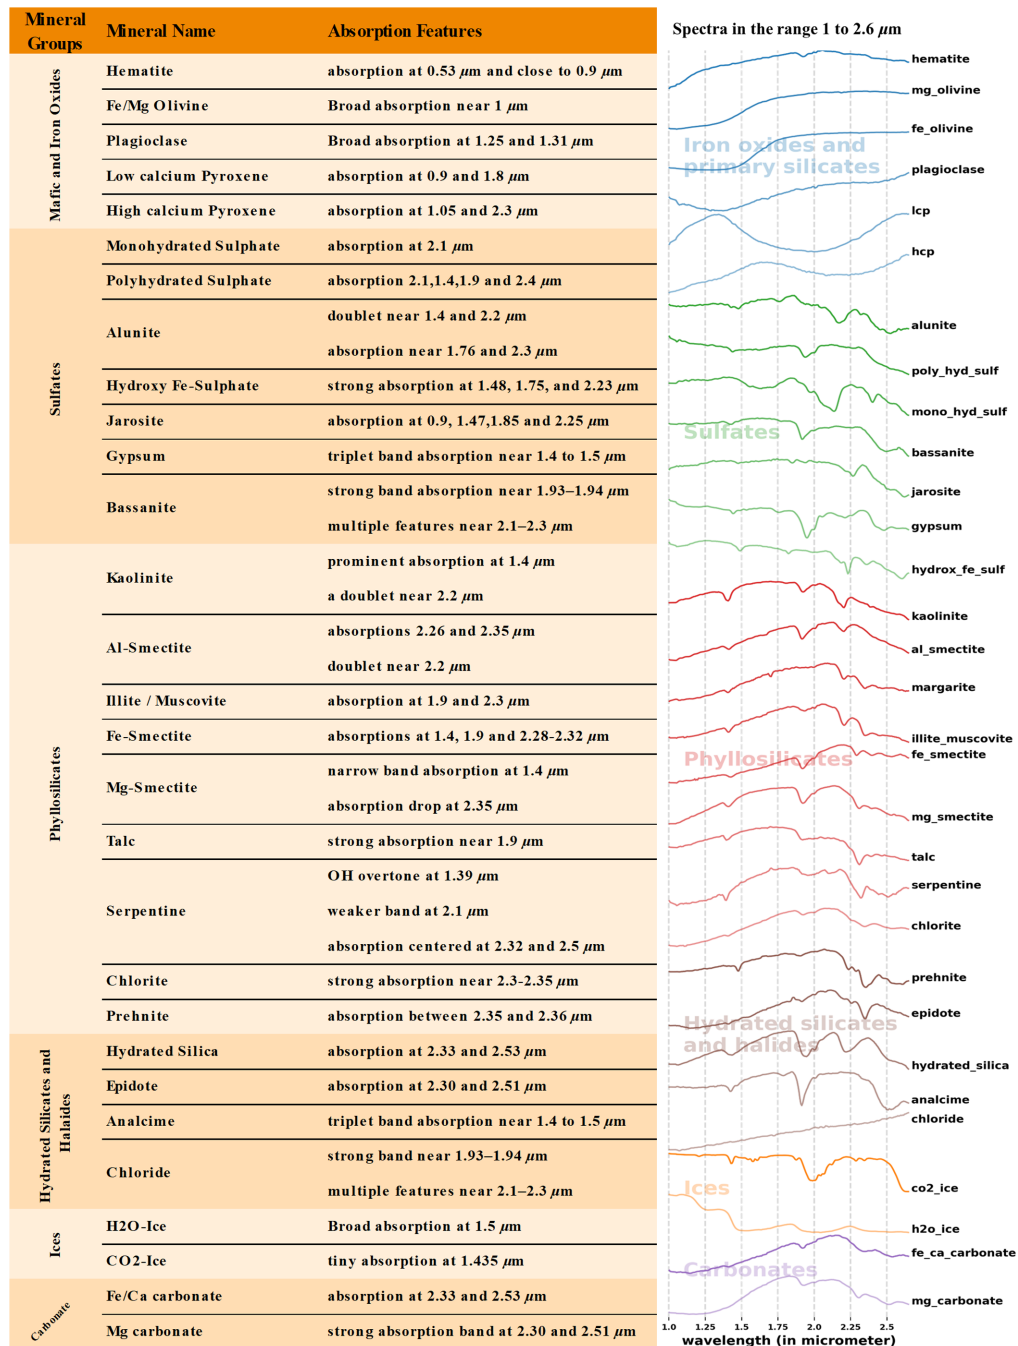 Mineral Groups Mineral Name Absorption Features
Mafic and Iron Oxides
Hematite absorption at 0.53 μm and close to 0.9 μm
Fe/Mg Olivine Broad absorption near 1 μm
Plagioclase Broad absorption at 1.25 and 1.31 μm
Low calcium Pyroxene absorption at 0.9 and 1.8 μm
High calcium Pyroxene absorption at 1.05 and 2.3 μm
Sulfates
Monohydrated Sulphate absorption at 2.1 μm
Polyhydrated Sulphate absorption 2.1,1.4,1.9 and 2.4 μm
Alunite doublet near 1.4 and 2.2 μm
absorption near 1.76 and 2.3 μm
Hydroxy Fe-Sulphate strong absorption at 1.48, 1.75, and 2.23 μm
Jarosite absorption at 0.9, 1.47,1.85 and 2.25 μm
Gypsum triplet band absorption near 1.4 to 1.5 μm
Bassanite strong band absorption near 1.93–1.94 μm
multiple features near 2.1–2.3 μm
Phyllosilicates
Kaolinite prominent absorption at 1.4 μm
a doublet near 2.2 μm
Al-Smectite absorptions 2.26 and 2.35 μm
doublet near 2.2 μm
Illite / Muscovite absorption at 1.9 and 2.3 μm
Fe-Smectite absorptions at 1.4, 1.9 and 2.28-2.32 μm
Mg-Smectite narrow band absorption at 1.4 μm
absorption drop at 2.35 μm
Talc strong absorption near 1.9 μm
Serpentine OH overtone at 1.39 μm
weaker band at 2.1 μm
absorption centered at 2.32 and 2.5 μm
Chlorite strong absorption near 2.3-2.35 μm
Prehnite absorption between 2.35 and 2.36 μm
Hydrated Silicates and Halaides
Hydrated Silica absorption at 2.33 and 2.53 μm
Epidote absorption at 2.30 and 2.51 μm
Analcime triplet band absorption near 1.4 to 1.5 μm
Chloride strong band near 1.93–1.94 μm
multiple features near 2.1–2.3 μm
Ices
H2O-Ice Broad absorption at 1.5 μm
CO2-Ice tiny absorption at 1.435 μm
Carbonate
Fe/Ca carbonate absorption at 2.33 and 2.53 μm
Mg carbonate strong absorption band at 2.30 and 2.51 μm
Spectra in the range 1 to 2.6 μm
hematite
mg_olivine
fe_olivine
Iron oxides and
primary silicates
plagioclase
lcp
hcp
alunite
poly_hyd_sulf
mono_hyd_sulf
Sulfates
bassanite
jarosite
gypsum
hydrox_fe_sulf
kaolinite
al_smectite
margarite
illite_muscovite
fe_smectite
Phyllosilicates
mg_smectite
talc
serpentine
chlorite
prehnite
epidote
Hydrated silicates
and halides
hydrated_silica
analcime
chloride
co2_ice
Ices
h2o_ice
fe_ca_carbonate
Carbonates
mg_carbonate
1.0 1.25 1.5 1.75 2.0 2.25 2.5
wavelength (in micrometer)